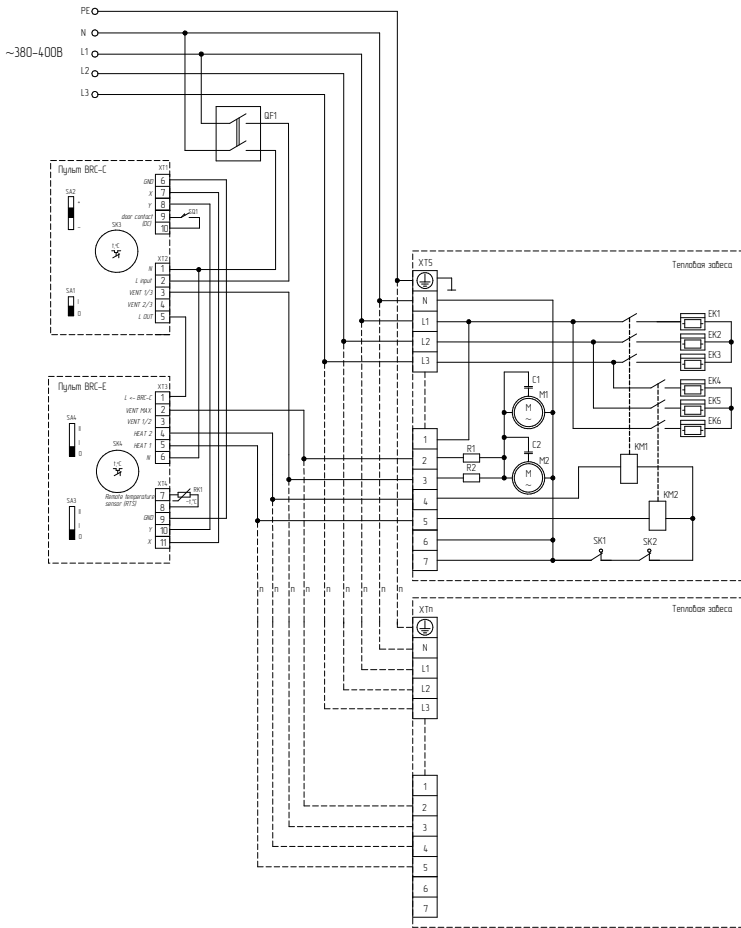 PE
N
~380-400В
L1
L2
L3
QF1
Пульт BRC-C
XT1
SA2
+
-
GND 6
X 7
Y 8
door contact (DC) 9
10
SQ1
SK3
t,°C
XT2
N 1
L input 2
VENT 1/3 3
VENT 2/3 4
L OUT 5
SA1
I
0
Пульт BRC-E
XT3
SA4
II
I
0
L <- BRC-C 1
VENT MAX 2
VENT 1/2 3
HEAT 2 4
HEAT 1 5
N 6
SK4
t,°C
XT4
Remote temperature
sensor (RTS)
7
8
RK1
-t,°C
GND 9
Y 10
X 11
SA3
II
I
0
Тепловая завеса
XT5
N
L1
L2
L3
1
2
3
4
5
6
7
EK1
EK2
EK3
EK4
EK5
EK6
C1
M1
M
~
C2
M2
M
~
R1
R2
KM1
KM2
SK1
SK2
n n n n n n n n n
Тепловая завеса
XTn
N
L1
L2
L3
1
2
3
4
5
6
7